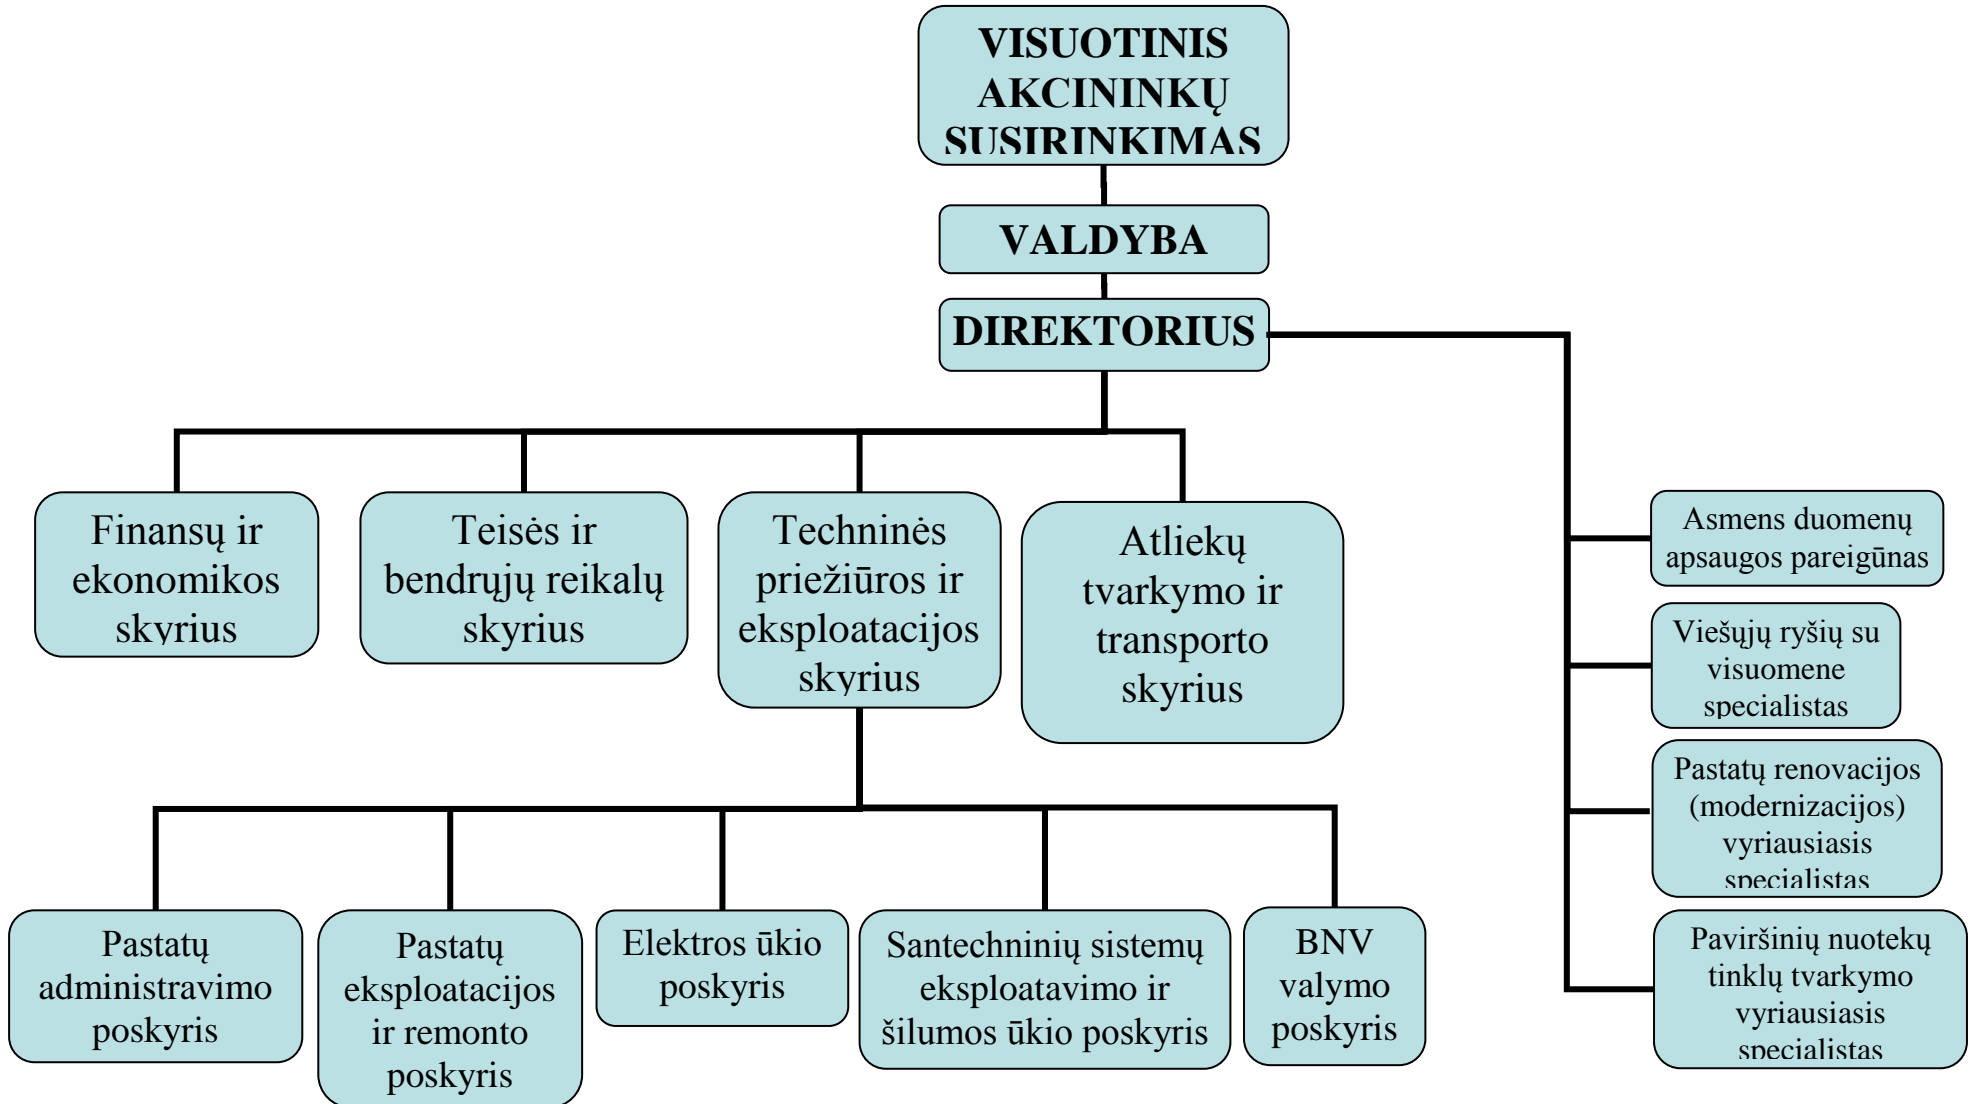 VISUOTINIS
AKCININKŲ
SUSIRINKIMAS
VALDYBA
DIREKTORIUS
Finansų ir
ekonomikos
skyrius
Teisės ir
bendrųjų reikalų
skyrius
Techninės
priežiūros ir
eksploatacijos
skyrius
Atliekų
tvarkymo ir
transporto
skyrius
Asmens duomenų
apsaugos pareigūnas
Viešųjų ryšių su
visuomene
specialistas
Pastatų renovacijos
(modernizacijos)
vyriausiasis
specialistas
Paviršinių nuotekų
tinklų tvarkymo
vyriausiasis
specialistas
Pastatų
administravimo
poskyris
Pastatų
eksploatacijos
ir remonto
poskyris
Elektros ūkio
poskyris
Santechninių sistemų
eksploatavimo ir
šilumos ūkio poskyris
BNV
valymo
poskyris